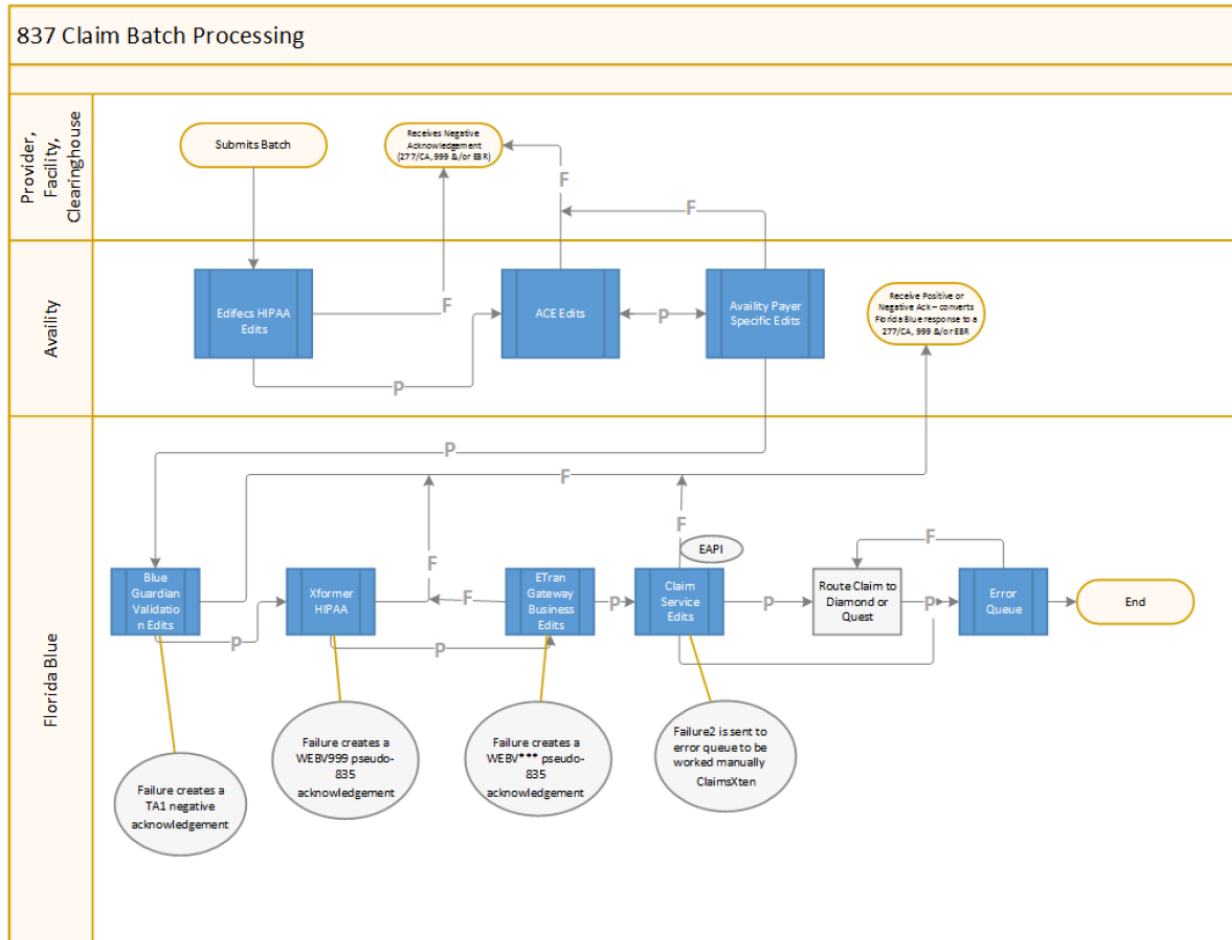 837 Claim Batch Processing
Provider,
Facility,
Clearinghouse
Submits Batch
Receives Negative
Acknowledgement
(277/CA, 999 &/or EBR)
F
F
F
Availity
Edifecs HIPAA
Edits
ACE Edits
P
Availity Payer
Specific Edits
Receive Positive or
Negative Ack – converts
Florida Blue response to a
277/CA, 999 &/or EBR
P
Florida Blue
P
F
F
F
EAPI
F
Blue
Guardian
Validatio
n Edits
Xformer
HIPAA
F
ETran
Gateway
Business
Edits
P
Claim
Service
Edits
P
Route Claim to
Diamond or
Quest
P
Error
Queue
End
P
P
Failure creates a
TA1 negative
acknowledgement
Failure creates a
WEBV999 pseudo-
835
acknowledgement
Failure creates a
WEBV*** pseudo-
835
acknowledgement
Failure2 is sent to
error queue to be
worked manually
ClaimsXten